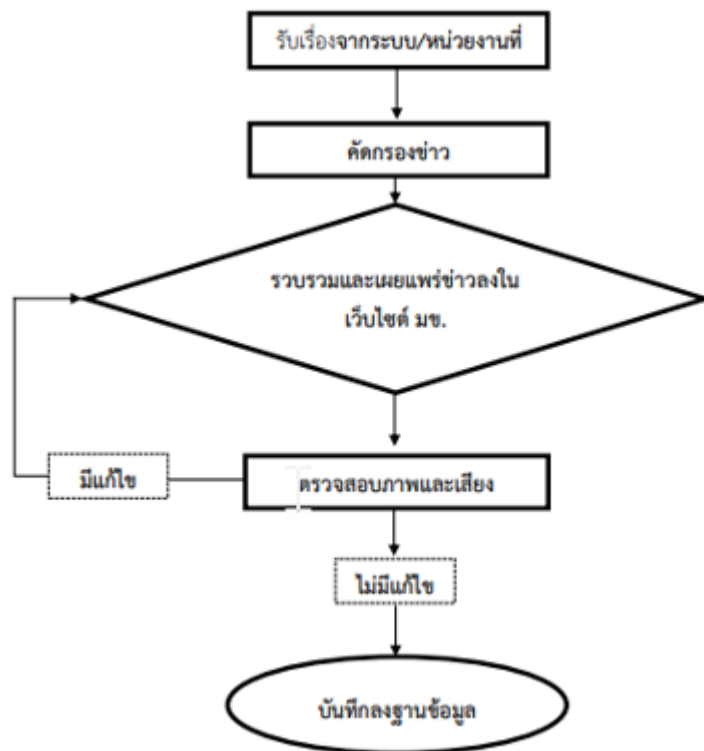 รับเรื่องจากระบบ/หน่วยงานที่
คัดกรองข่าว
รวบรวมและเผยแพร่ข่าวลงใน
เว็บไซต์ มข.
มีแก้ไข
ตรวจสอบภาพและเสียง
ไม่มีแก้ไข
บันทึกลงฐานข้อมูล